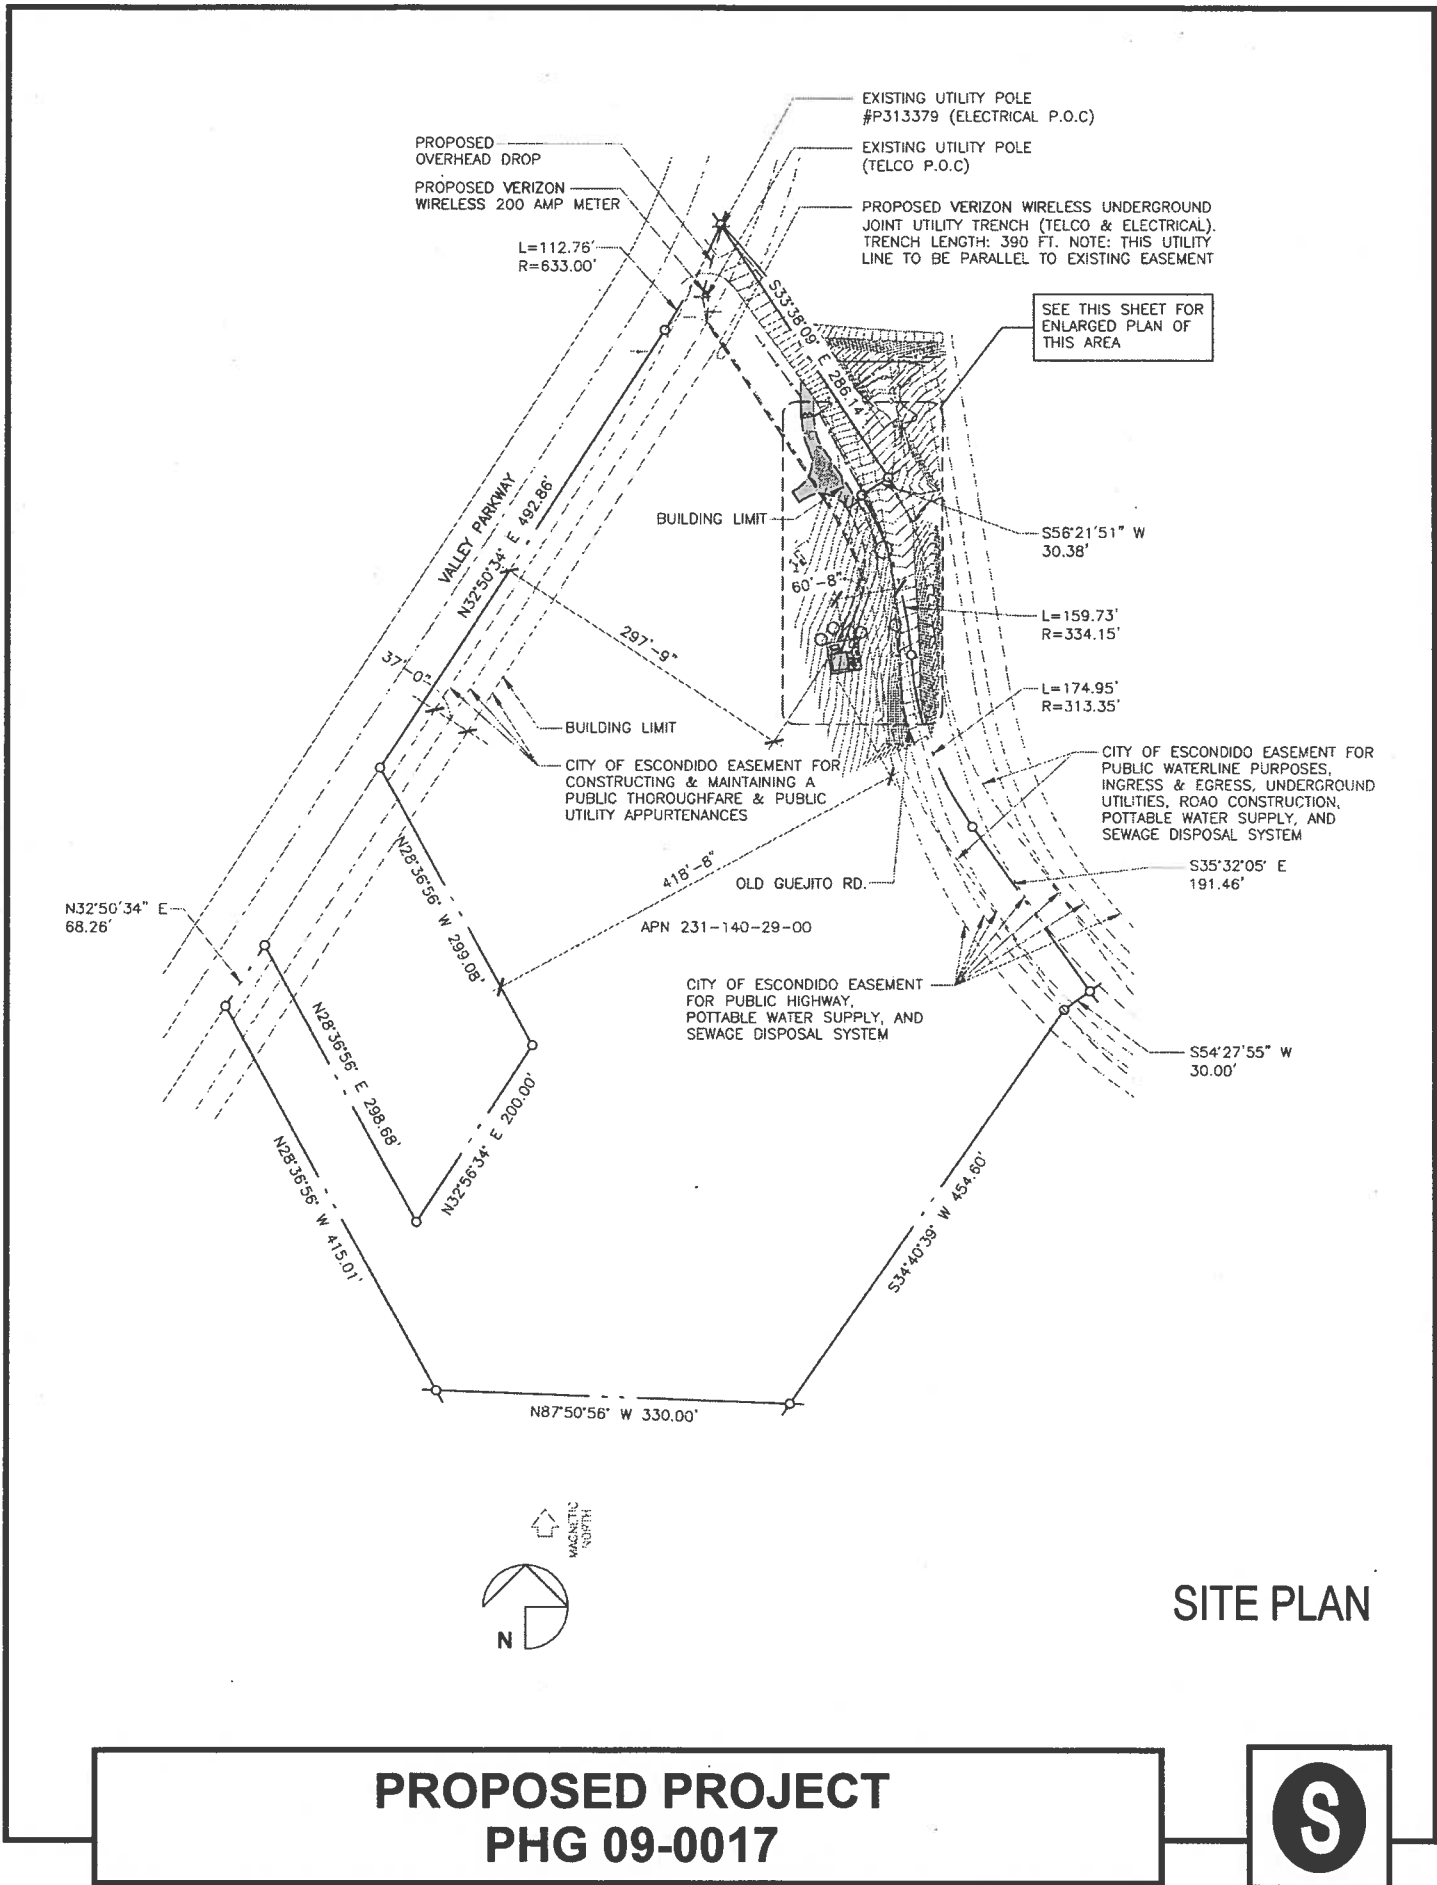 EXISTING UTILITY POLE
#P313379 (ELECTRICAL P.O.C)
PROPOSED
OVERHEAD DROP
EXISTING UTILITY POLE
(TELCO P.O.C)
PROPOSED VERIZON
WIRELESS 200 AMP METER
PROPOSED VERIZON WIRELESS UNDERGROUND
JOINT UTILITY TRENCH (TELCO & ELECTRICAL).
TRENCH LENGTH: 390 FT. NOTE: THIS UTILITY
LINE TO BE PARALLEL TO EXISTING EASEMENT
L=112.76'
R=633.00'
S33°38'09" E 286.14'
SEE THIS SHEET FOR
ENLARGED PLAN OF
THIS AREA
VALLEY PARKWAY
N32°50'34" E 492.86'
BUILDING LIMIT
S56°21'51" W
30.38'
60'-8"
L=159.73'
R=334.15'
297'-9"
37'-0"
L=174.95'
R=313.35'
BUILDING LIMIT
CITY OF ESCONDIDO EASEMENT FOR
CONSTRUCTING & MAINTAINING A
PUBLIC THOROUGHFARE & PUBLIC
UTILITY APPURTENANCES
CITY OF ESCONDIDO EASEMENT FOR
PUBLIC WATERLINE PURPOSES,
INGRESS & EGRESS, UNDERGROUND
UTILITIES, ROAD CONSTRUCTION,
POTTABLE WATER SUPPLY, AND
SEWAGE DISPOSAL SYSTEM
N28°36'56" W 299.08'
418'-8"
OLD GUEJITO RD.
S35°32'05" E
191.46'
N32°50'34" E
68.26'
APN 231-140-29-00
CITY OF ESCONDIDO EASEMENT
FOR PUBLIC HIGHWAY,
POTTABLE WATER SUPPLY, AND
SEWAGE DISPOSAL SYSTEM
N28°36'56" E 298.68'
S54°27'55" W
30.00'
N32°56'34" E 200.00'
N28°36'56" W 415.01'
S34°40'39" W 454.60'
N87°50'56" W 330.00'
MAGNETIC
NORTH
N
SITE PLAN
PROPOSED PROJECT
PHG 09-0017
S